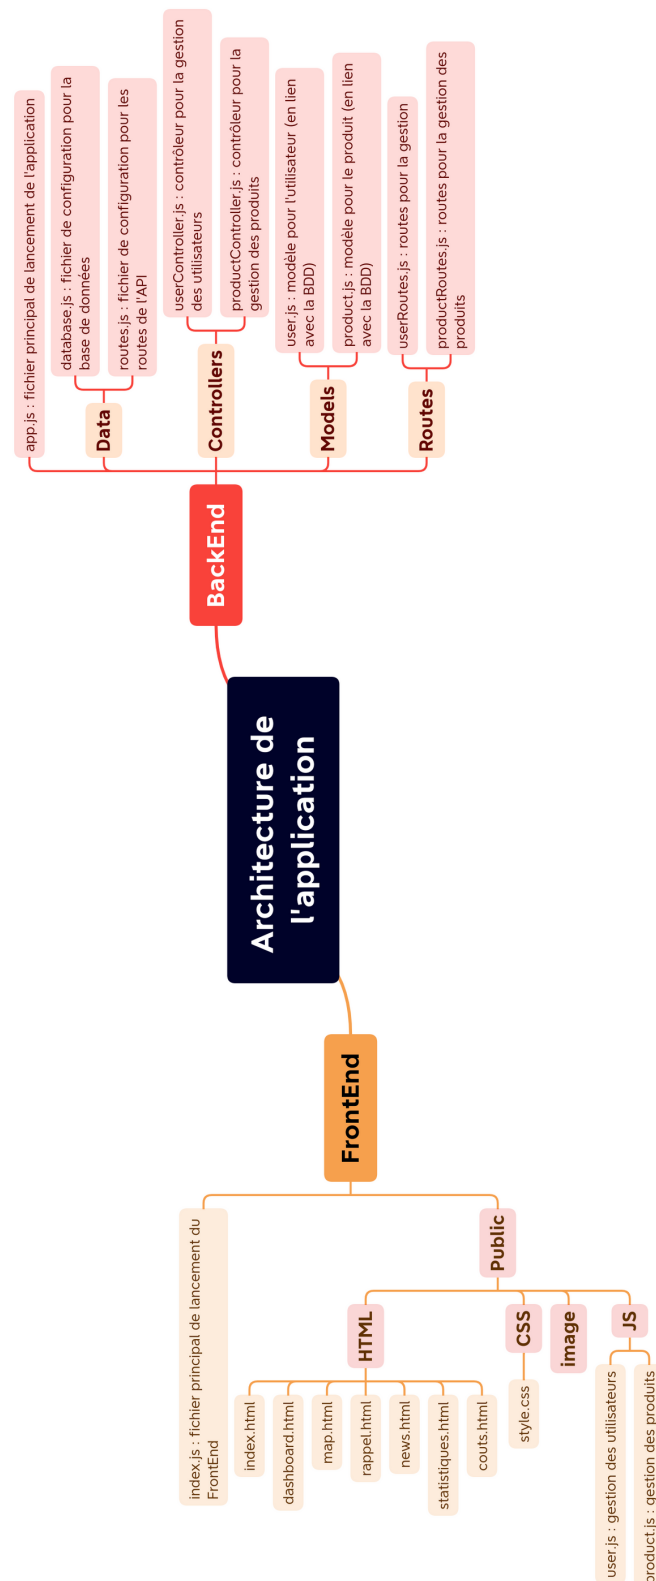 Architecture de
l'application
BackEnd
app.js : fichier principal de lancement de l'application
Data
database.js : fichier de configuration pour la
base de données
routes.js : fichier de configuration pour les
routes de l'API
Controllers
userController.js : contrôleur pour la gestion
des utilisateurs
productController.js : contrôleur pour la
gestion des produits
Models
user.js : modèle pour l'utilisateur (en lien
avec la BDD)
product.js : modèle pour le produit (en lien
avec la BDD)
Routes
userRoutes.js : routes pour la gestion
productRoutes.js : routes pour la gestion des
produits
FrontEnd
index.js : fichier principal de lancement du
FrontEnd
Public
HTML
index.html
dashboard.html
map.html
rappel.html
news.html
statistiques.html
couts.html
CSS
style.css
image
JS
user.js : gestion des utilisateurs
product.js : gestion des produits